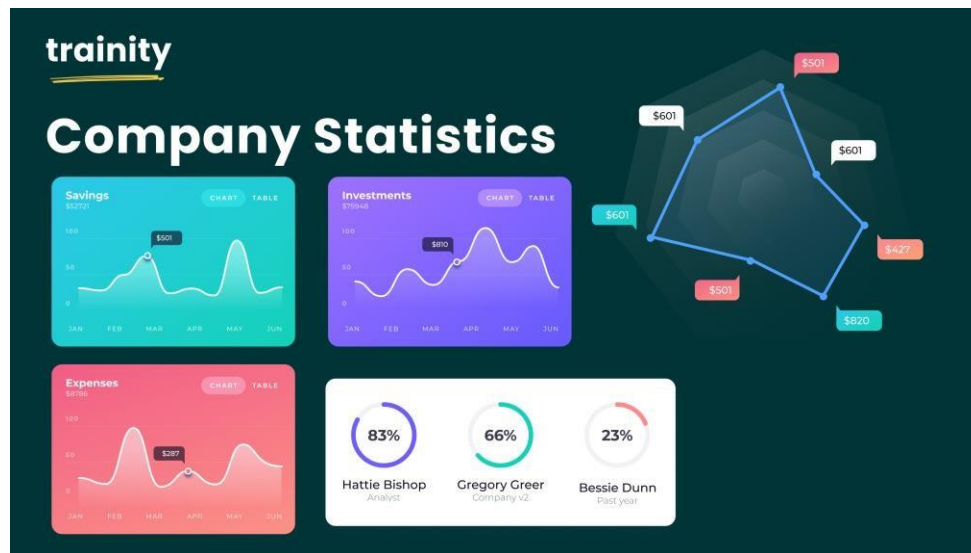 trainity
Company Statistics
Savings
$52721
CHART TABLE
100
$501
50
0
JAN FEB MAR APR MAY JUN
Investments
$75948
CHART TABLE
100
$810
50
0
JAN FEB MAR APR MAY JUN
Expenses
$8786
CHART TABLE
100
50
$287
0
JAN FEB MAR APR MAY JUN
83%
Hattie Bishop
Analyst
66%
Gregory Greer
Company v2
23%
Bessie Dunn
Past year
$501
$601
$601
$601
$427
$501
$820